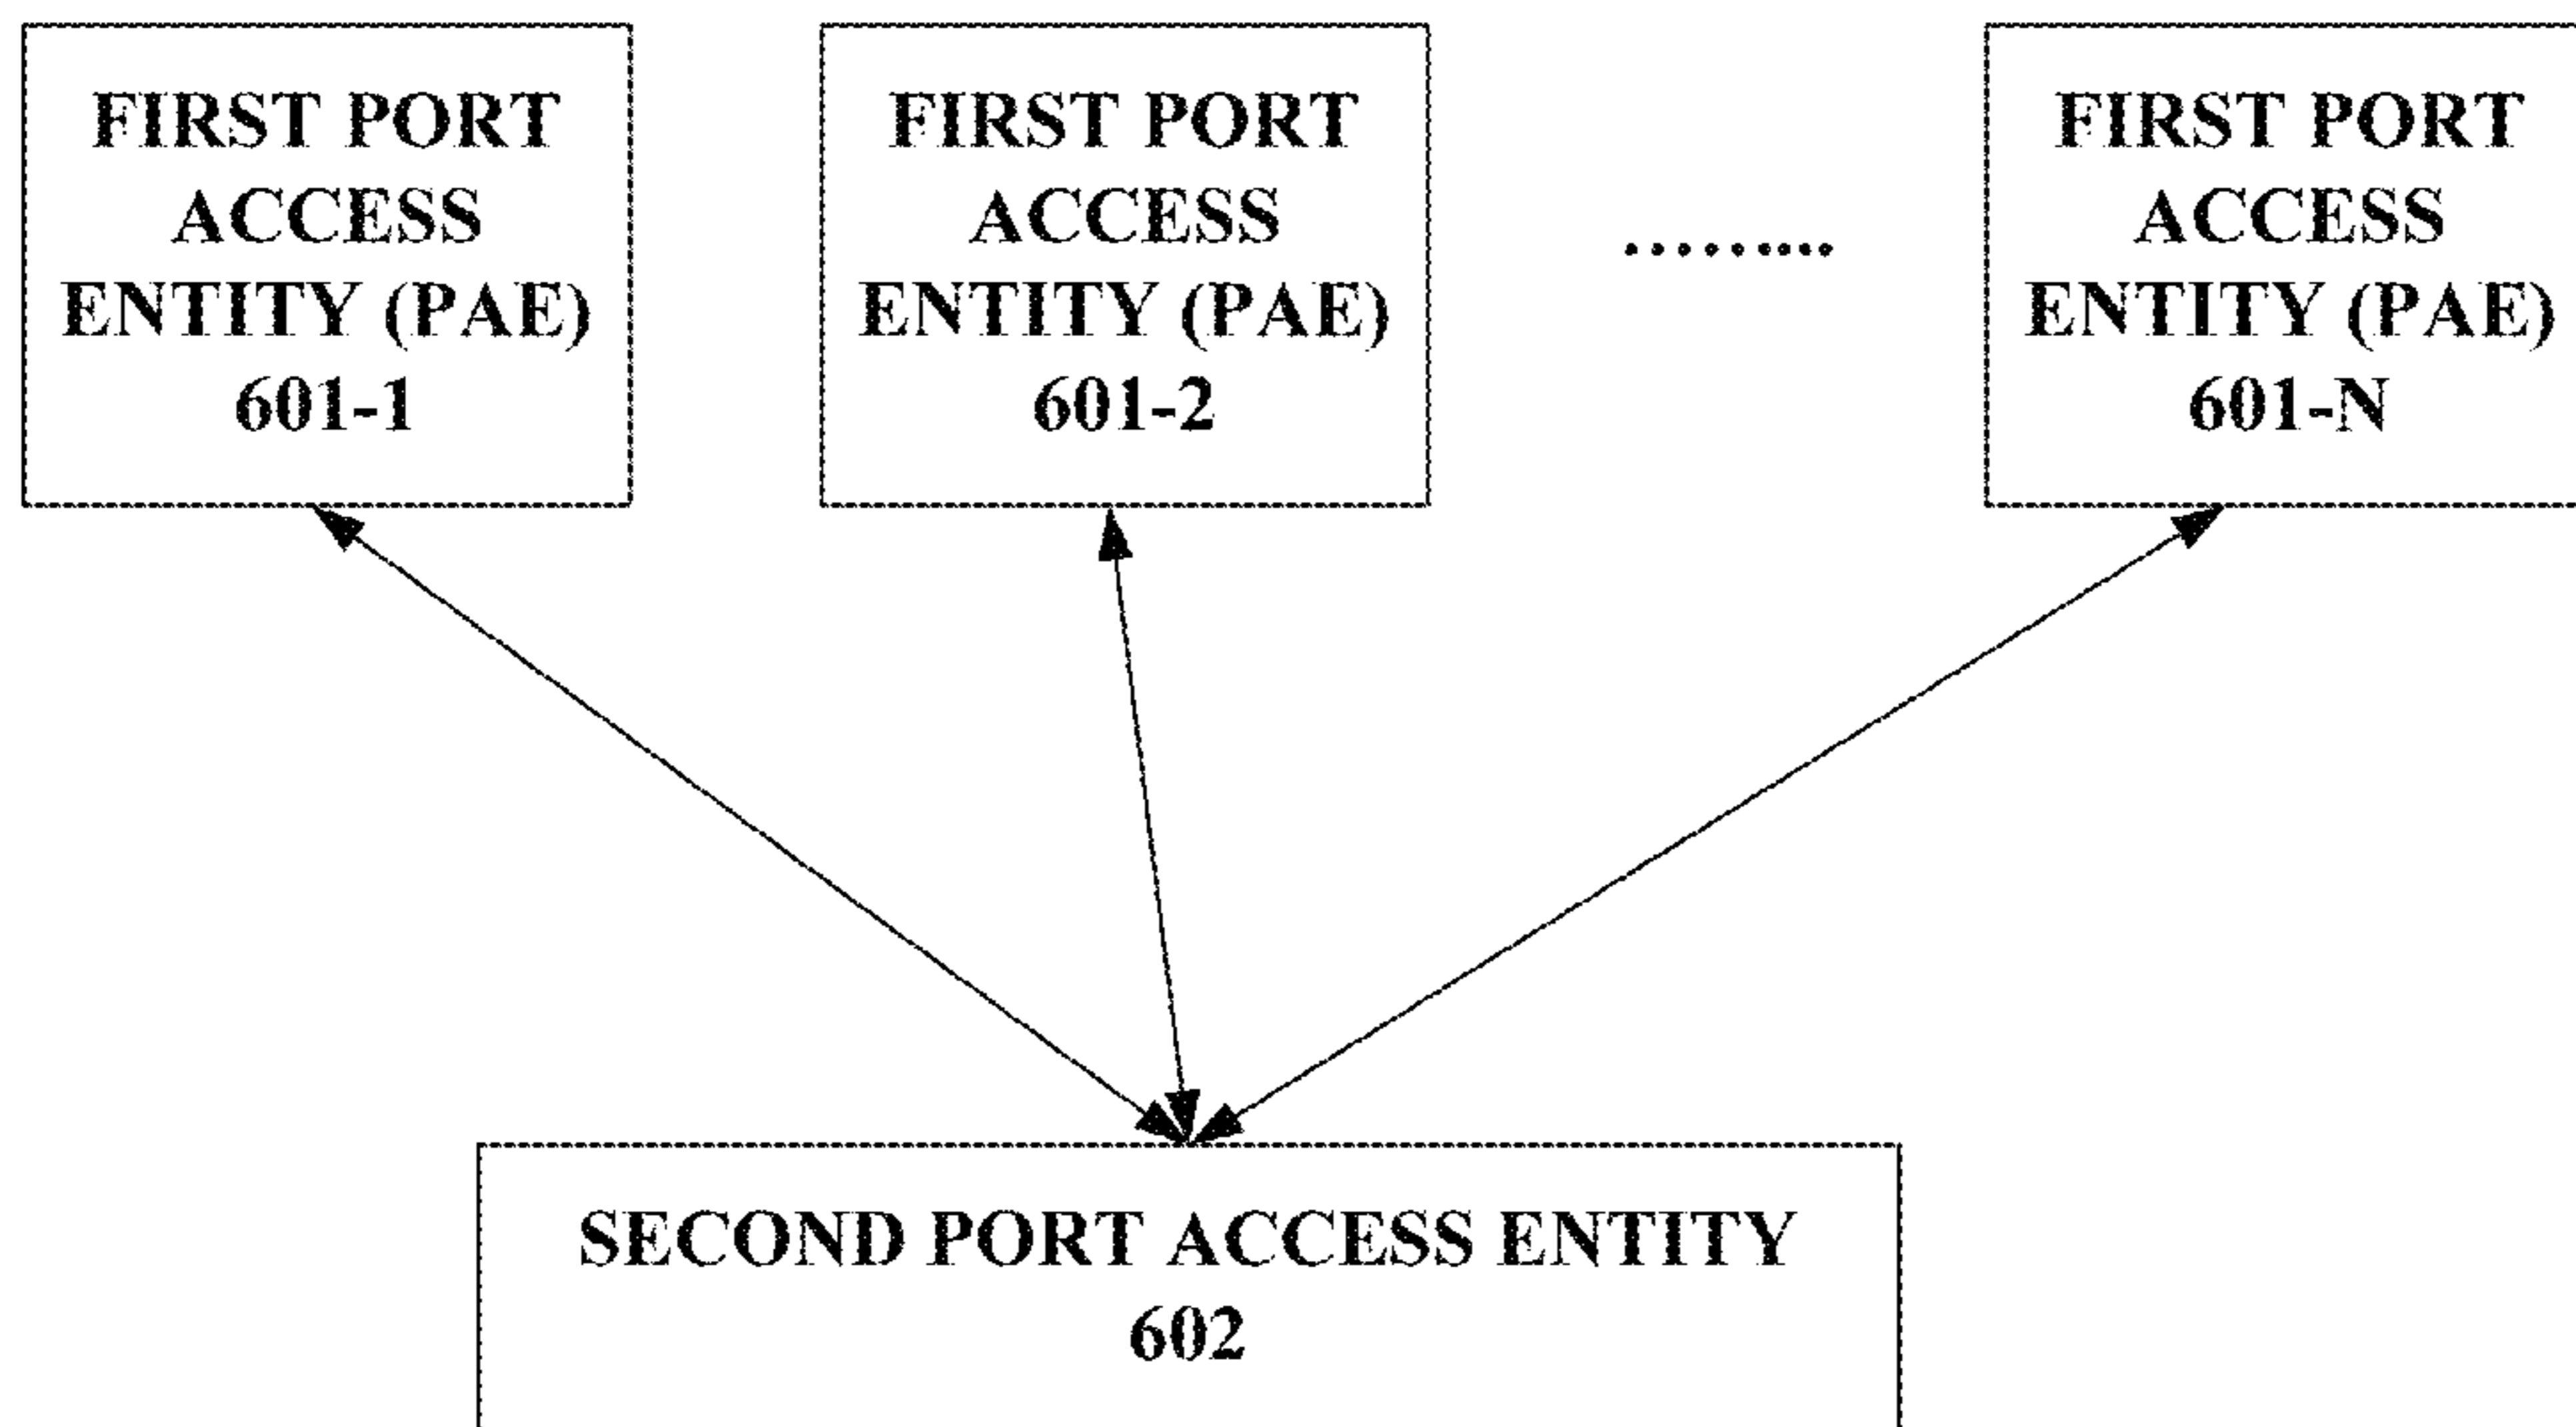 FIRST PORT
ACCESS
ENTITY (PAE)
601-1
FIRST PORT
ACCESS
ENTITY (PAE)
601-2
.........
FIRST PORT
ACCESS
ENTITY (PAE)
601-N
SECOND PORT ACCESS ENTITY
602